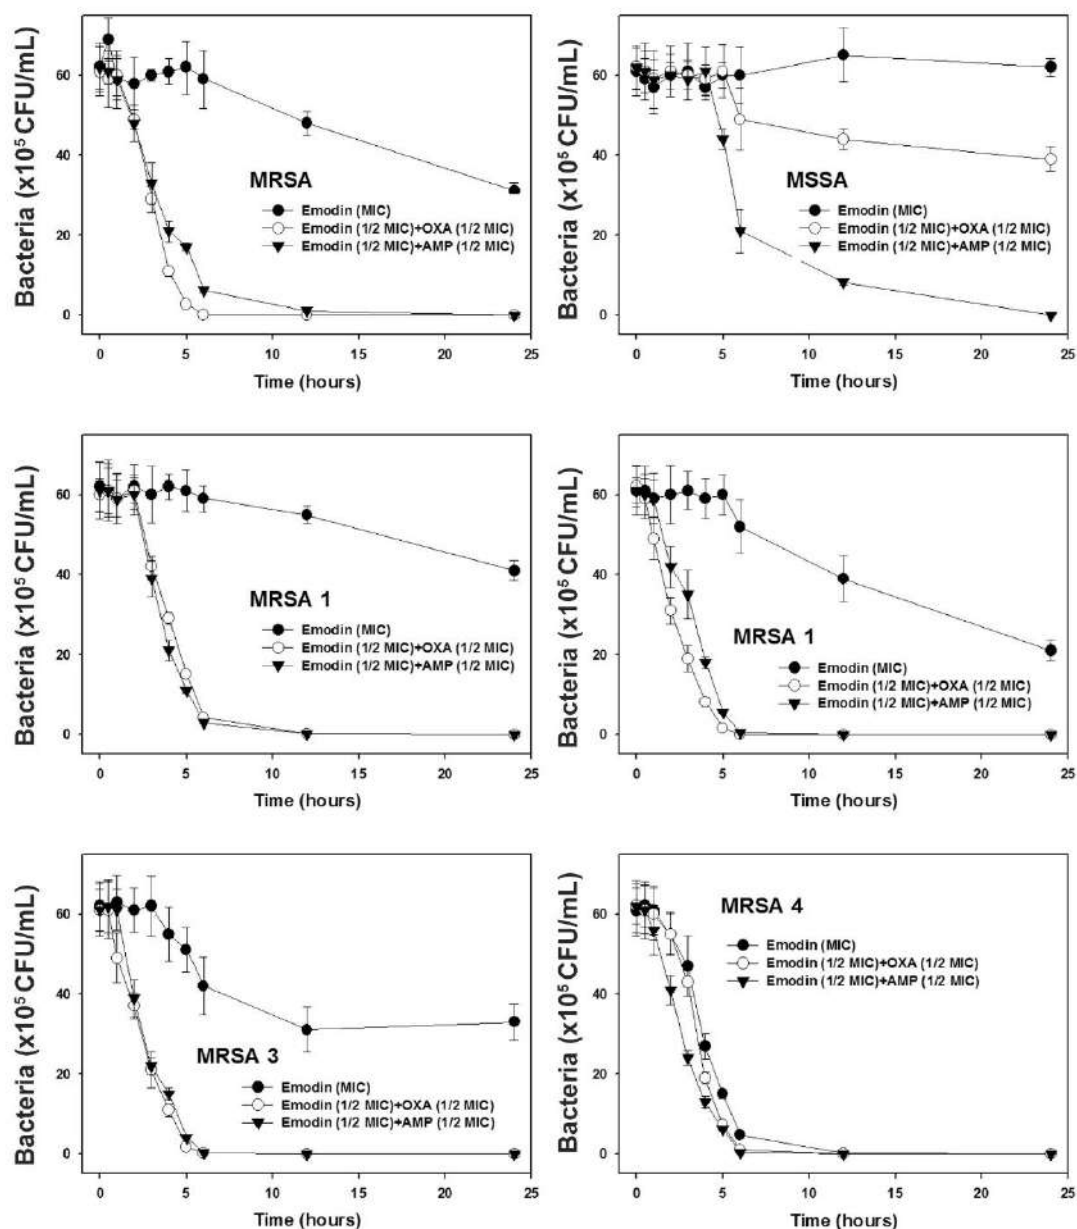 Bacteria (x10⁵ CFU/mL)
60
40
20
0
MRSA
Emodin (MIC)
Emodin (1/2 MIC)+OXA (1/2 MIC)
Emodin (1/2 MIC)+AMP (1/2 MIC)
0 5 10 15 20 25
Time (hours)
Bacteria (x10⁵ CFU/mL)
60
40
20
0
MSSA
Emodin (MIC)
Emodin (1/2 MIC)+OXA (1/2 MIC)
Emodin (1/2 MIC)+AMP (1/2 MIC)
0 5 10 15 20 25
Time (hours)
Bacteria (x10⁵ CFU/mL)
60
40
20
0
MRSA 1
Emodin (MIC)
Emodin (1/2 MIC)+OXA (1/2 MIC)
Emodin (1/2 MIC)+AMP (1/2 MIC)
0 5 10 15 20 25
Time (hours)
Bacteria (x10⁵ CFU/mL)
60
40
20
0
MRSA 1
Emodin (MIC)
Emodin (1/2 MIC)+OXA (1/2 MIC)
Emodin (1/2 MIC)+AMP (1/2 MIC)
0 5 10 15 20 25
Time (hours)
Bacteria (x10⁵ CFU/mL)
60
40
20
0
MRSA 3
Emodin (MIC)
Emodin (1/2 MIC)+OXA (1/2 MIC)
Emodin (1/2 MIC)+AMP (1/2 MIC)
0 5 10 15 20 25
Time (hours)
Bacteria (x10⁵ CFU/mL)
60
40
20
0
MRSA 4
Emodin (MIC)
Emodin (1/2 MIC)+OXA (1/2 MIC)
Emodin (1/2 MIC)+AMP (1/2 MIC)
0 5 10 15 20 25
Time (hours)